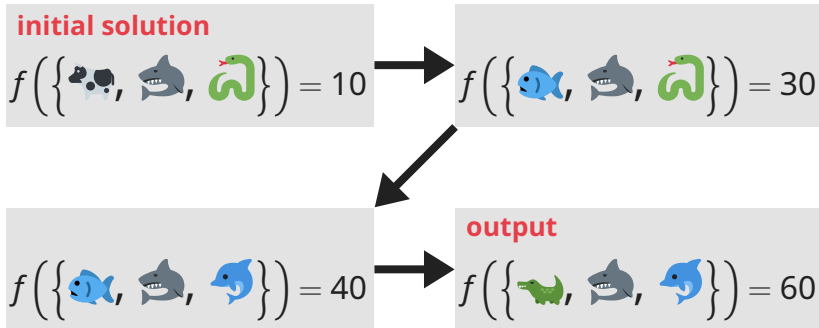 initial solution
f({🐄, 🦈, 🐍}) = 10
f({🐟, 🦈, 🐍}) = 30
f({🐟, 🦈, 🐬}) = 40
output
f({🐊, 🦈, 🐬}) = 60